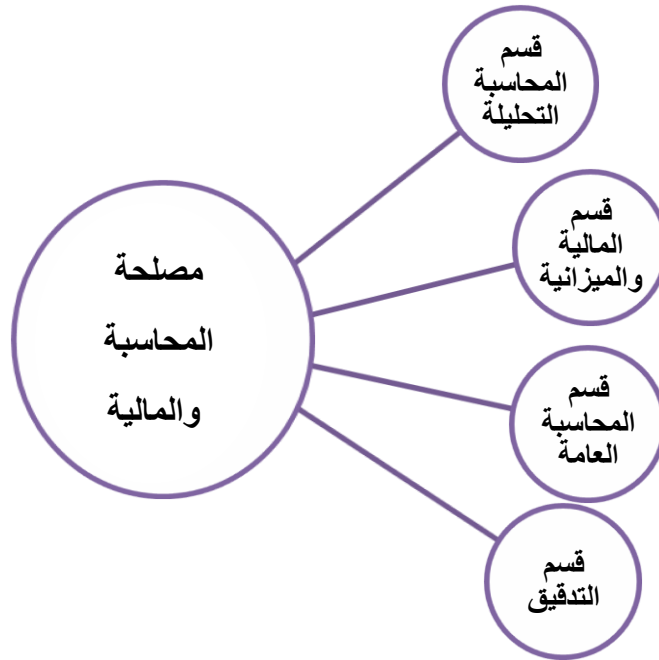 مصلحة
المحاسبة
والمالية
قسم
المحاسبة
التحليلة
قسم
المالية
والميزانية
قسم
المحاسبة
العامة
قسم
التدقيق